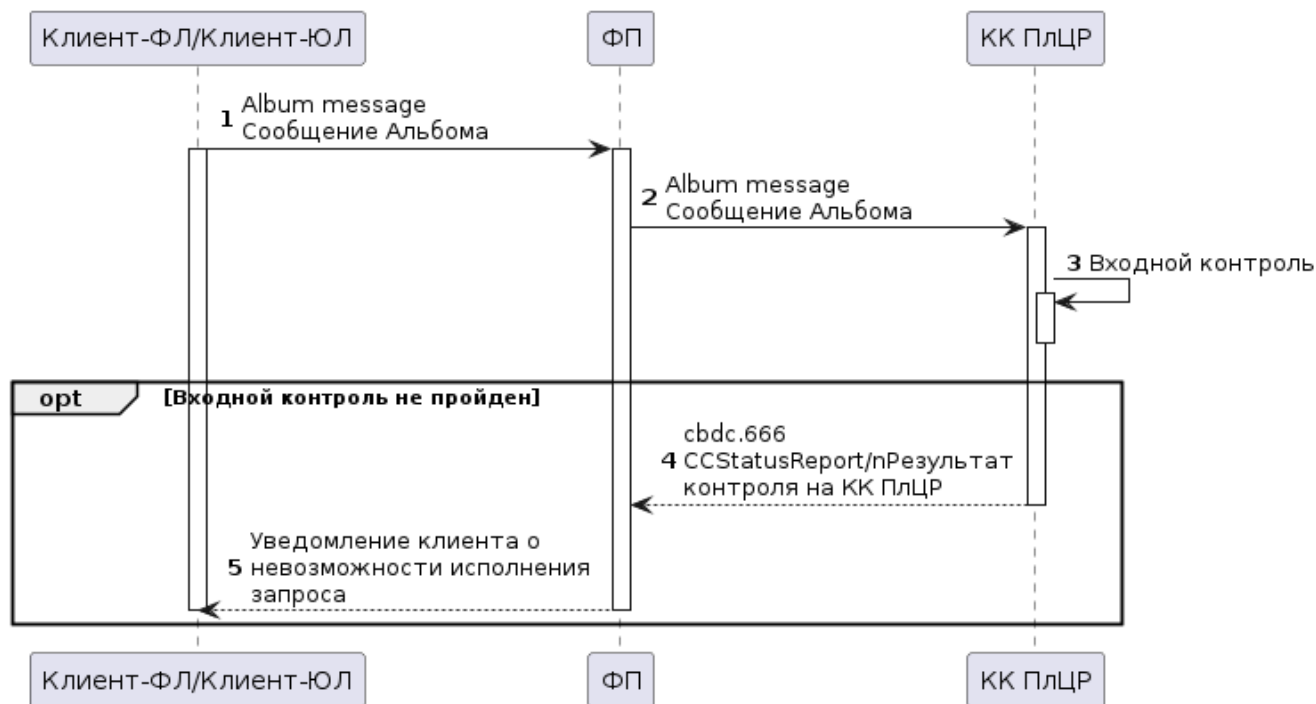 Клиент-ФЛ/Клиент-ЮЛ
ФП
КК ПлЦР
1 Album message
Сообщение Альбома
2 Album message
Сообщение Альбома
3 Входной контроль
opt [Входной контроль не пройден]
cbdc.666
4 CCStatusReport/nРезультат
контроля на КК ПлЦР
Уведомление клиента о
5 невозможности исполнения
запроса
Клиент-ФЛ/Клиент-ЮЛ
ФП
КК ПлЦР